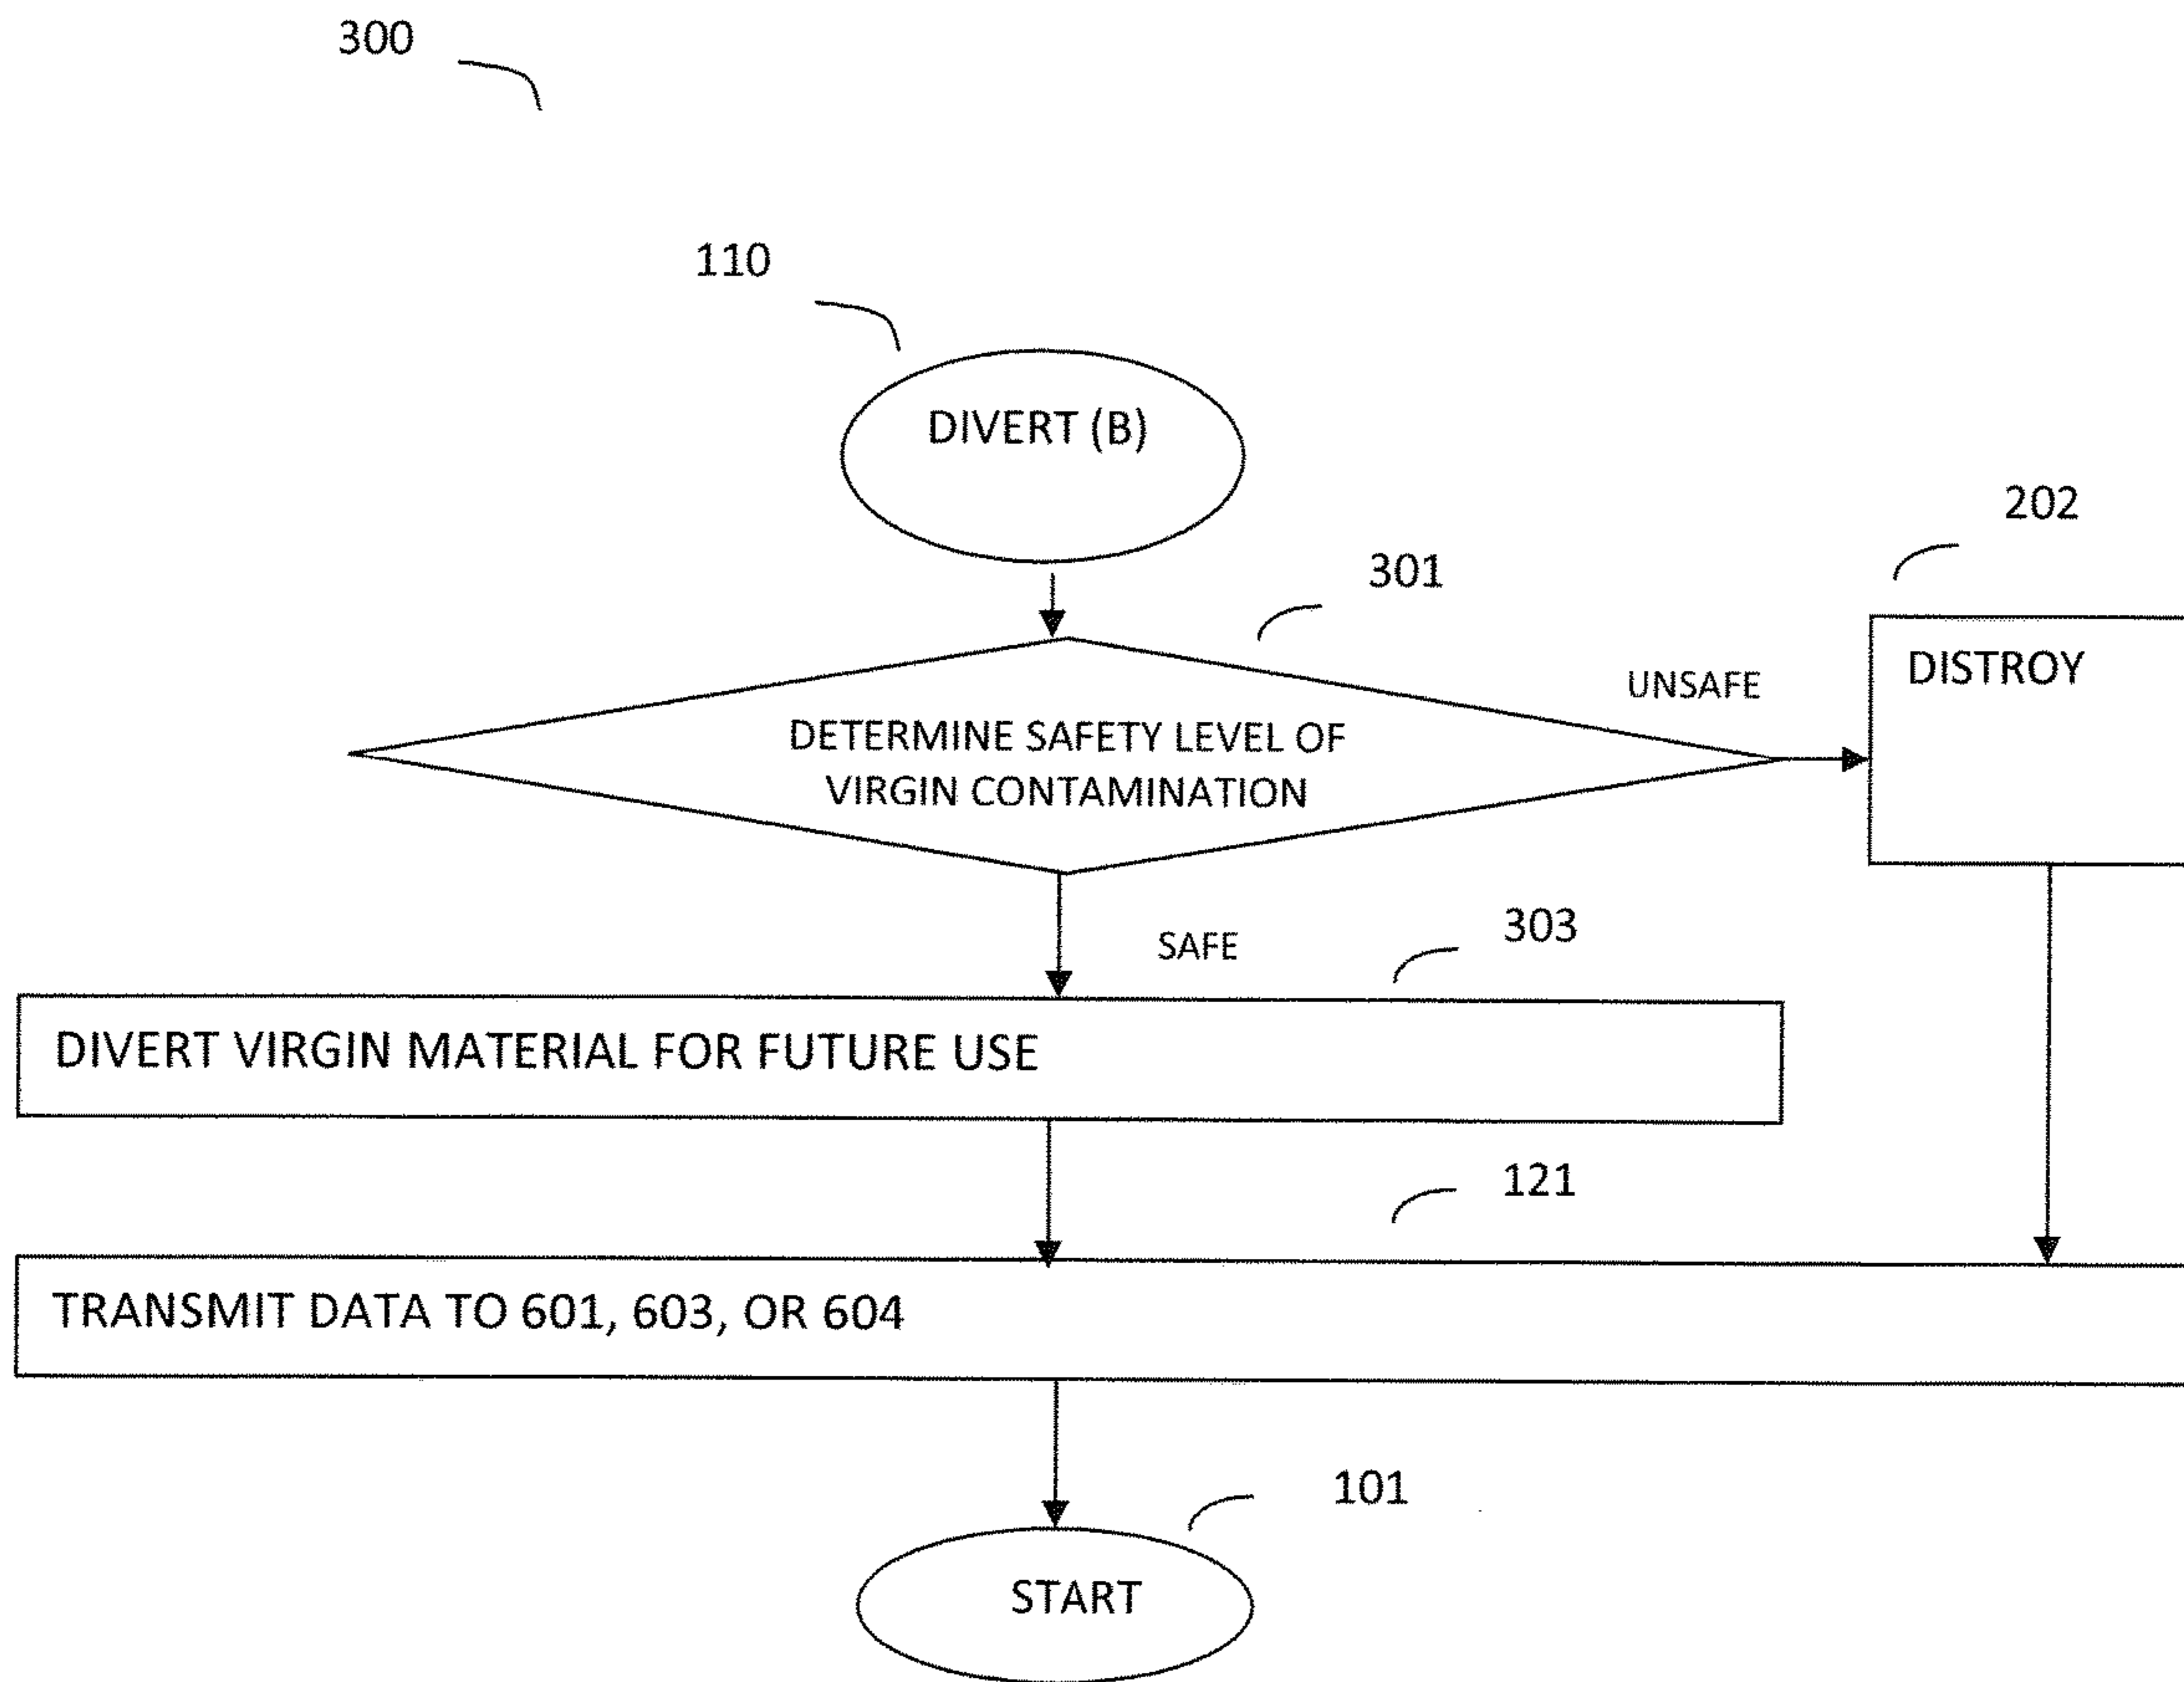 300
110
DIVERT (B)
202
301
UNSAFE
DISTROY
DETERMINE SAFETY LEVEL OF
VIRGIN CONTAMINATION
SAFE
303
DIVERT VIRGIN MATERIAL FOR FUTURE USE
121
TRANSMIT DATA TO 601, 603, OR 604
101
START